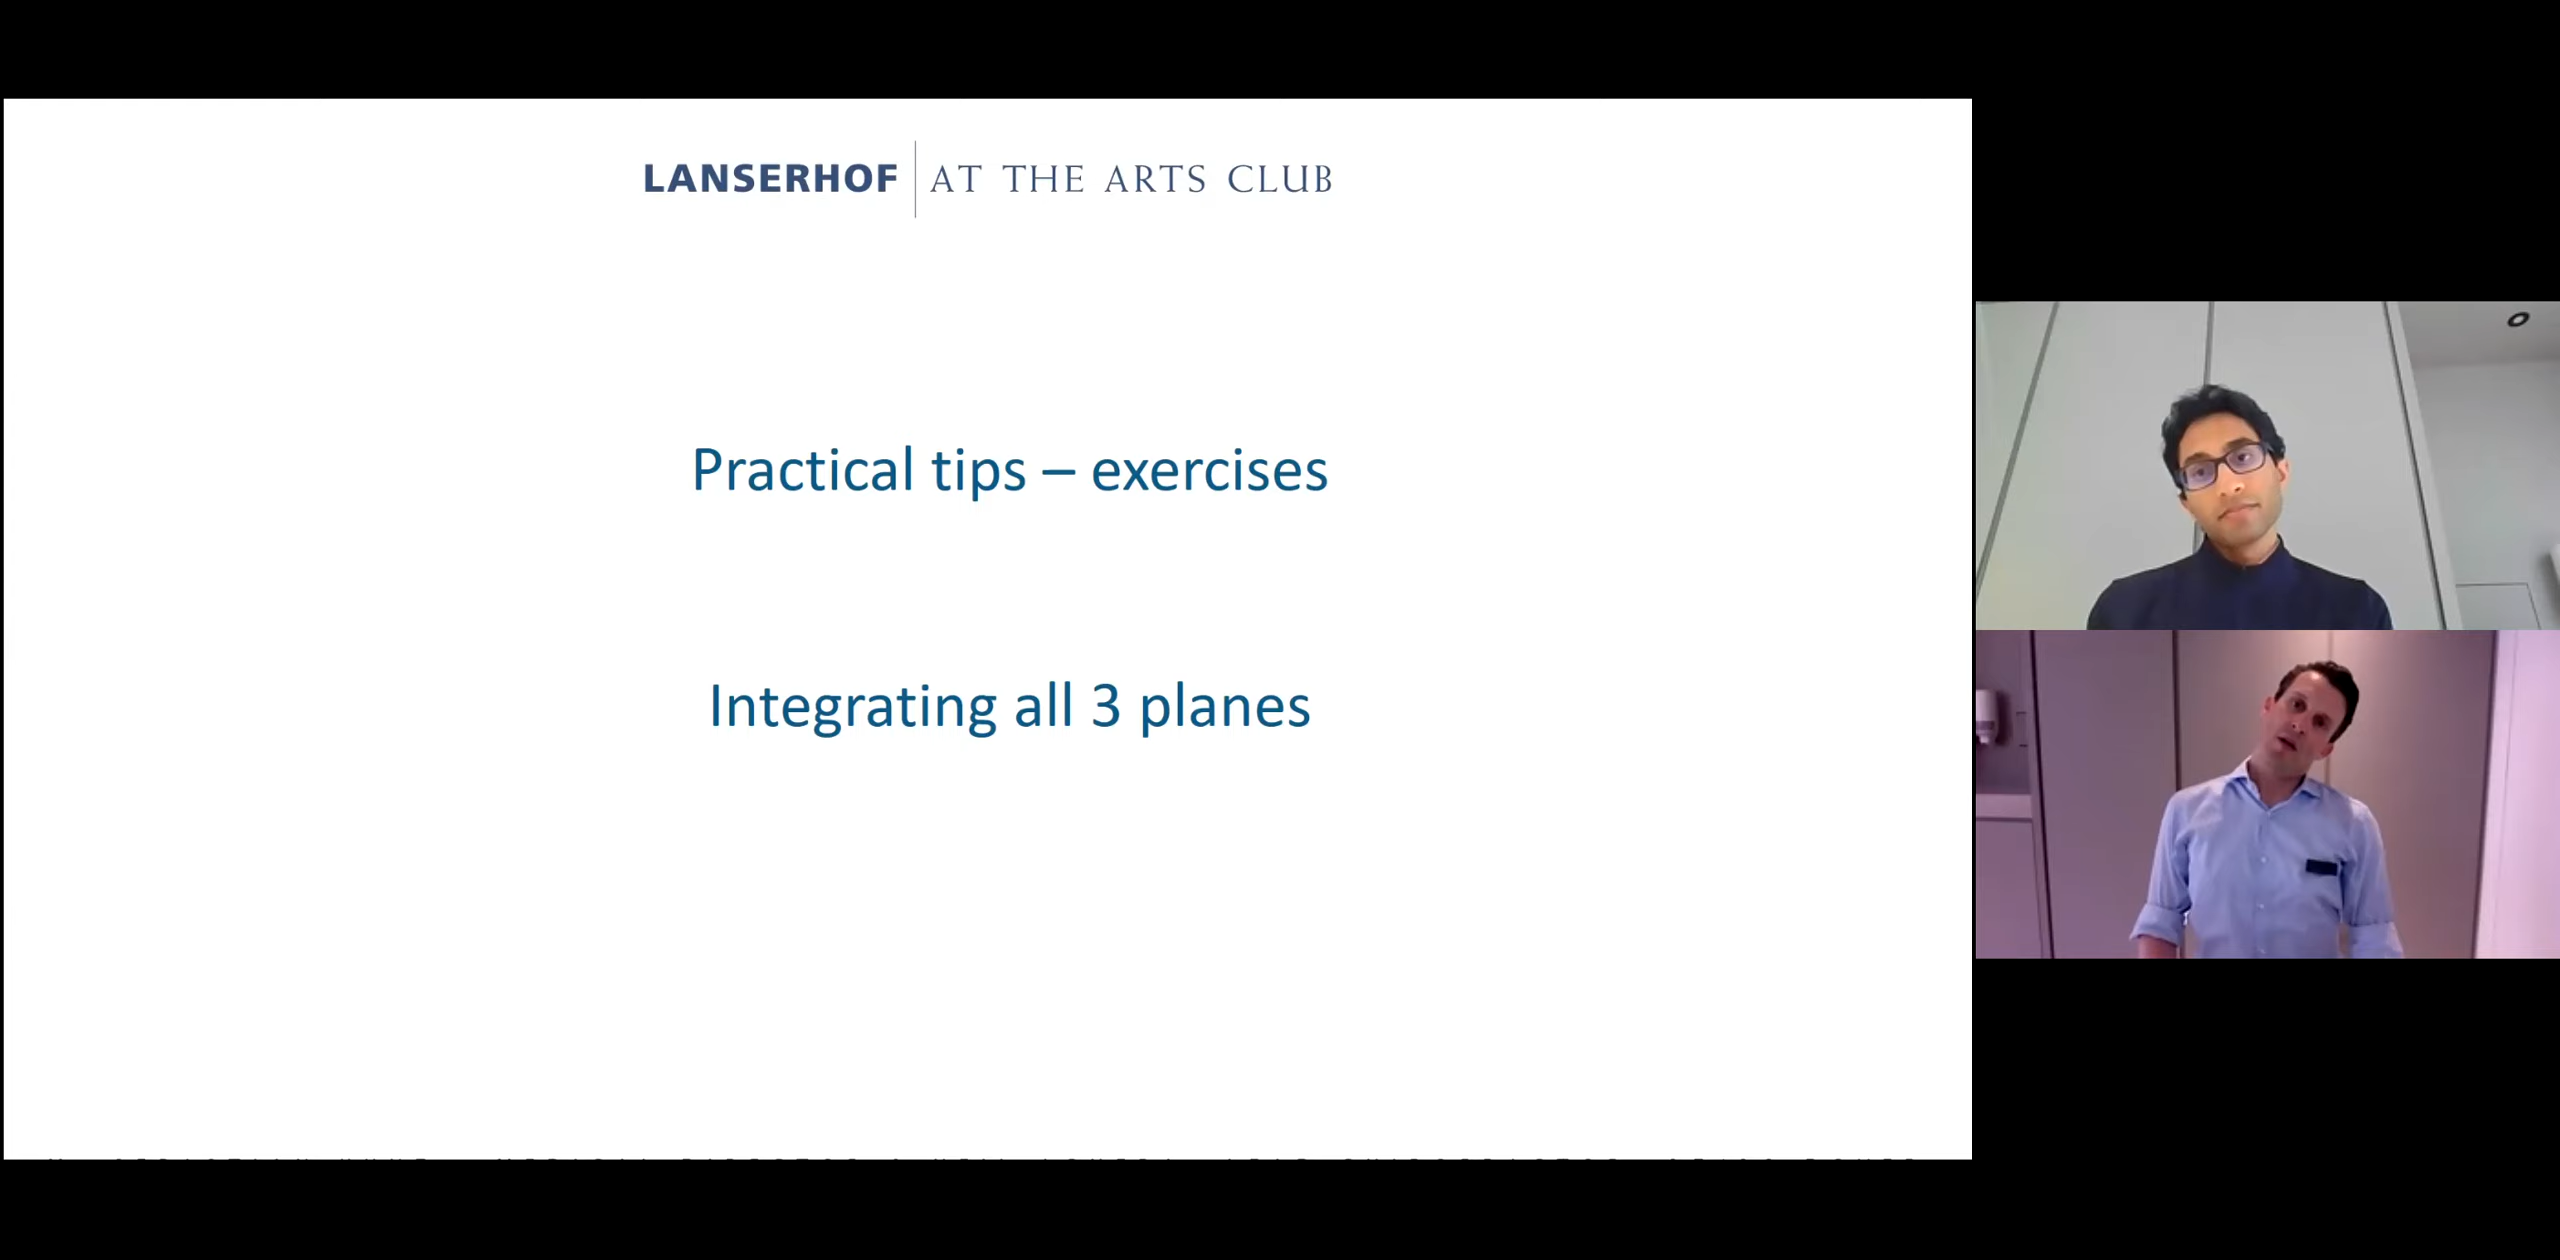 LANSERHOF AT THE ARTS CLUB
Practical tips – exercises
Integrating all 3 planes